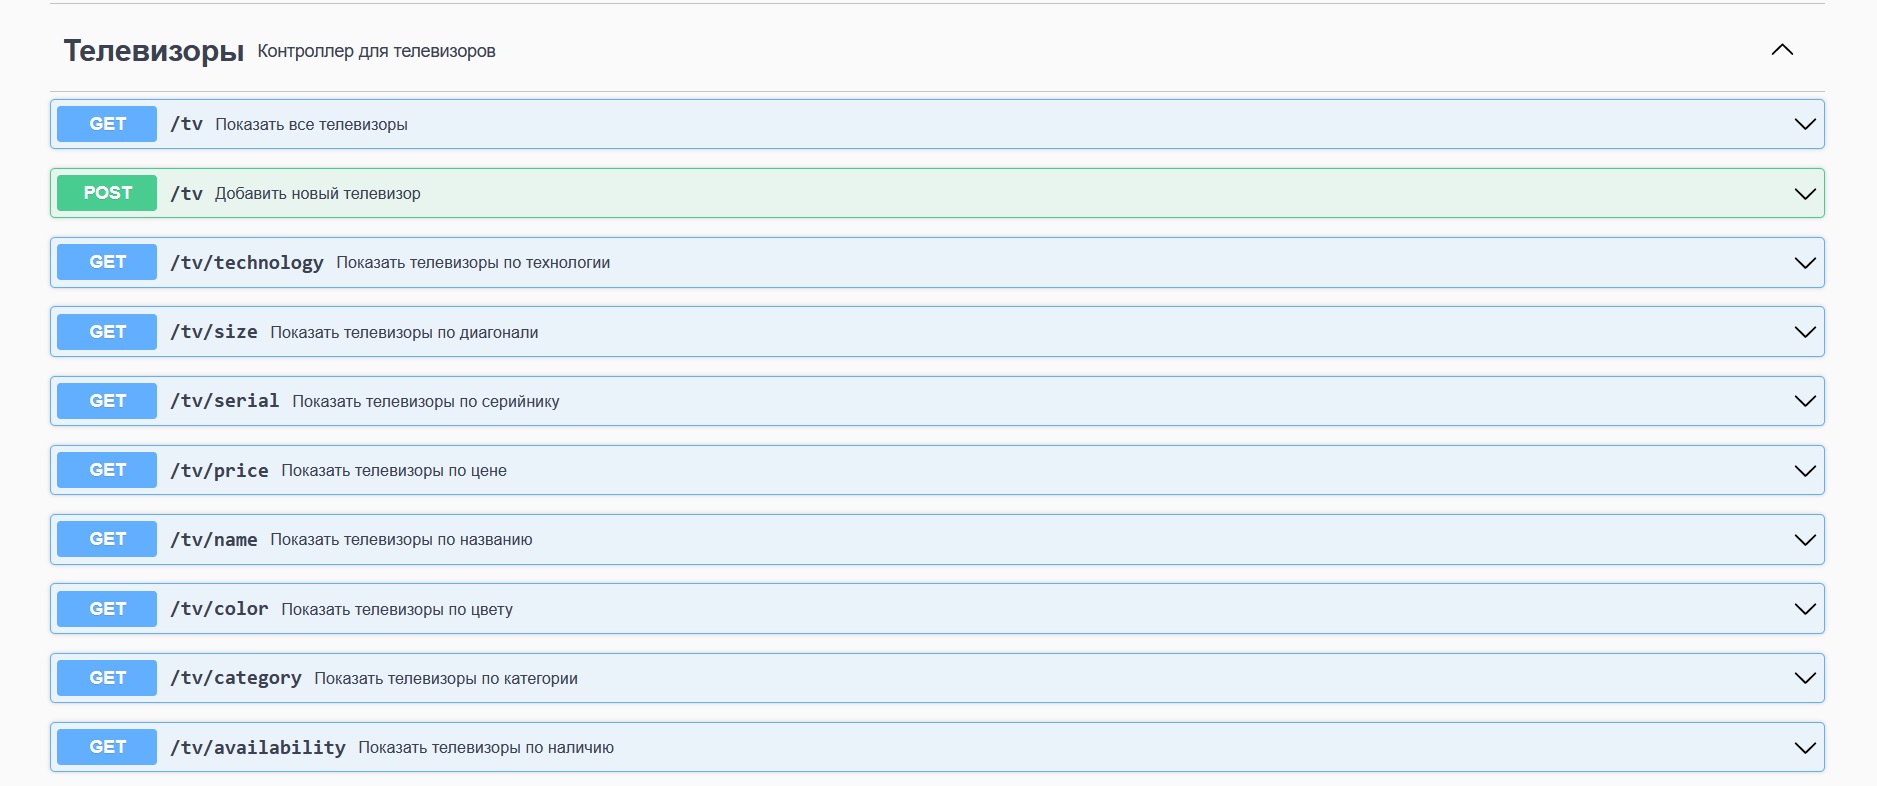 Телевизоры Контроллер для телевизоров
GET /tv Показать все телевизоры
POST /tv Добавить новый телевизор
GET /tv/technology Показать телевизоры по технологии
GET /tv/size Показать телевизоры по диагонали
GET /tv/serial Показать телевизоры по серийнику
GET /tv/price Показать телевизоры по цене
GET /tv/name Показать телевизоры по названию
GET /tv/color Показать телевизоры по цвету
GET /tv/category Показать телевизоры по категории
GET /tv/availability Показать телевизоры по наличию